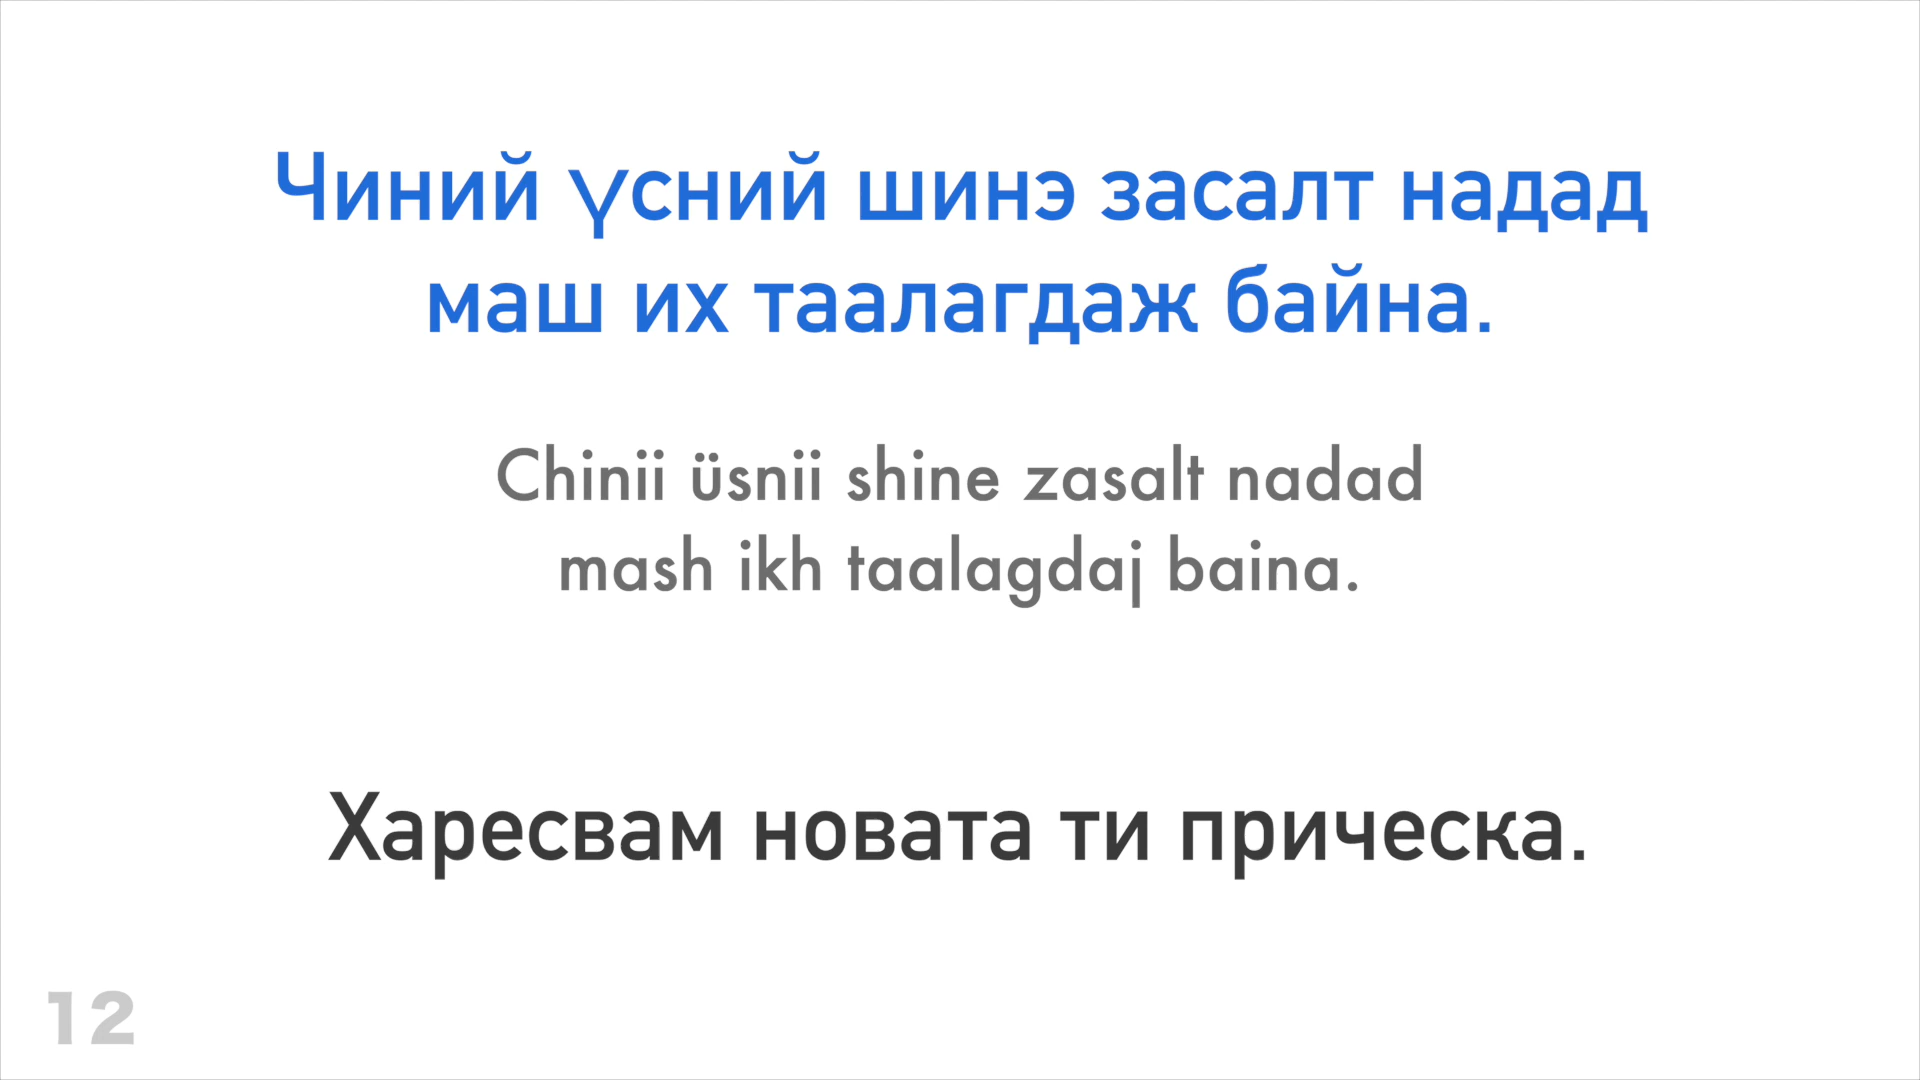 Чиний үсний шинэ засалт надад
маш их таалагдаж байна.
Chinii üsnii shine zasalt nadad
mash ikh taalagdaj baina.
Харесвам новата ти прическа.
12